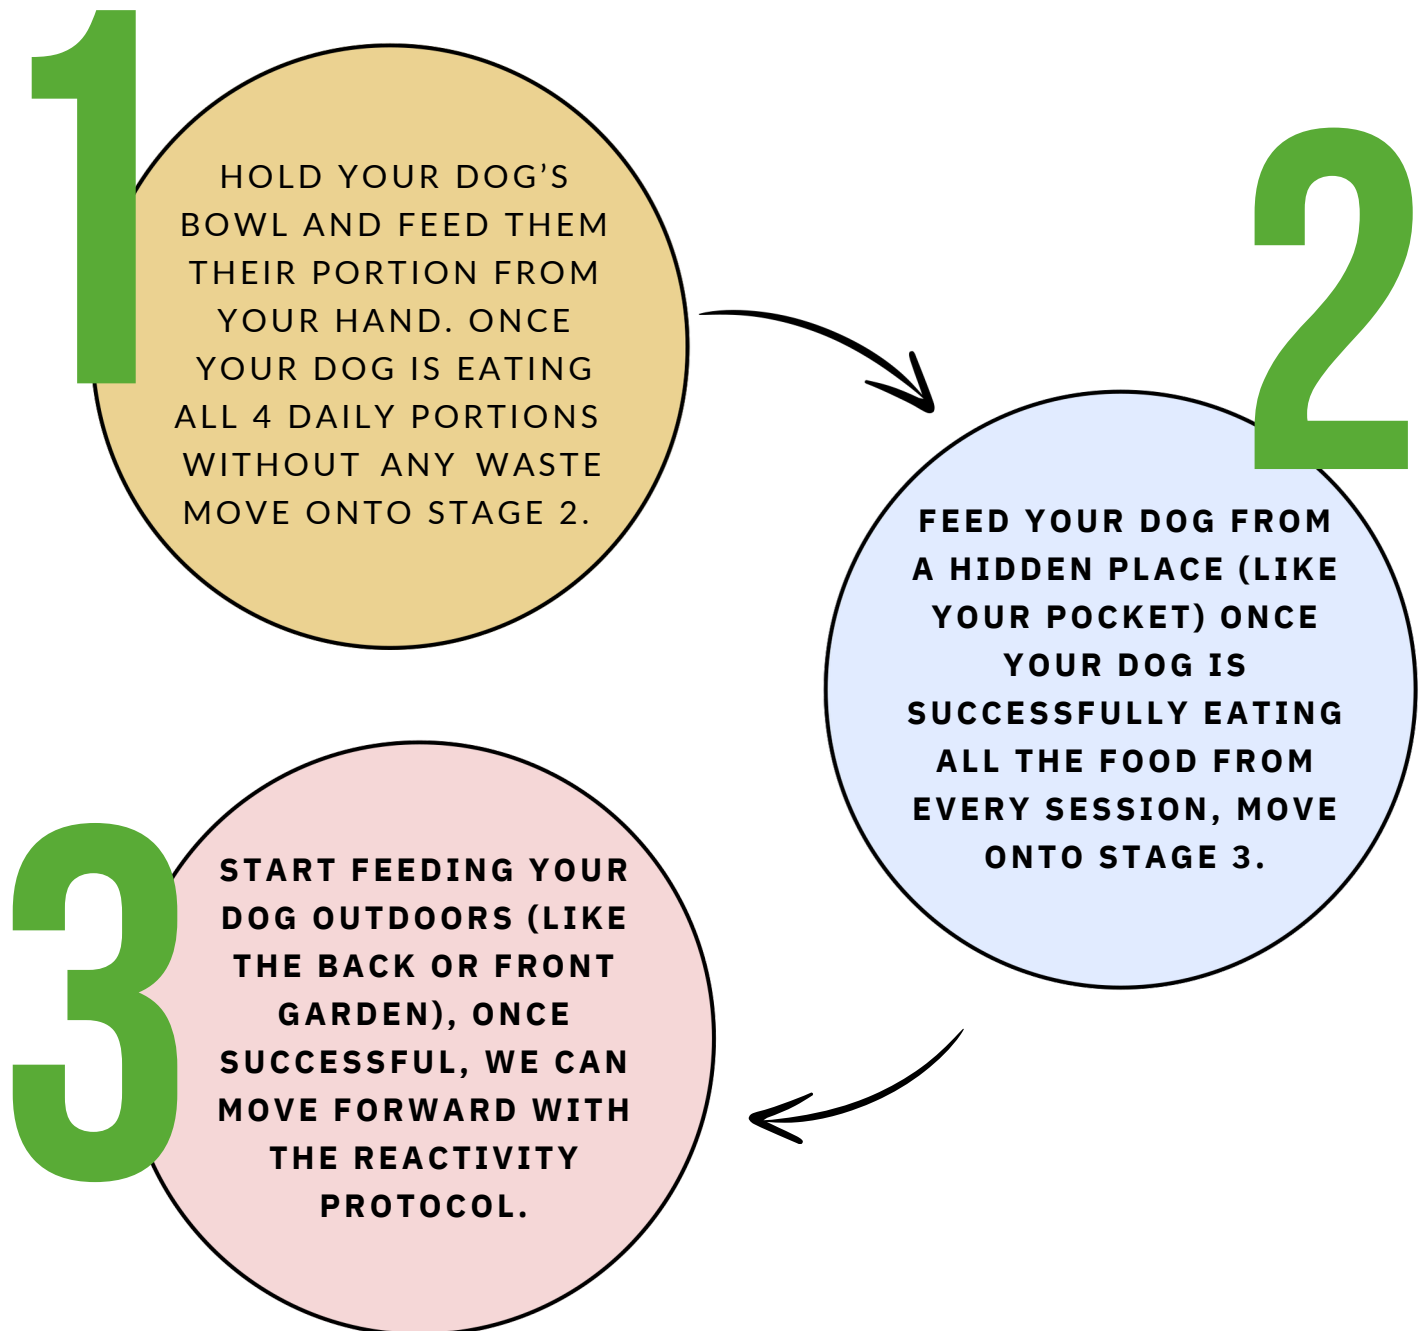 1
HOLD YOUR DOG’S
BOWL AND FEED THEM
THEIR PORTION FROM
YOUR HAND. ONCE
YOUR DOG IS EATING
ALL 4 DAILY PORTIONS
WITHOUT ANY WASTE
MOVE ONTO STAGE 2.
2
FEED YOUR DOG FROM
A HIDDEN PLACE (LIKE
YOUR POCKET) ONCE
YOUR DOG IS
SUCCESSFULLY EATING
ALL THE FOOD FROM
EVERY SESSION, MOVE
ONTO STAGE 3.
3
START FEEDING YOUR
DOG OUTDOORS (LIKE
THE BACK OR FRONT
GARDEN), ONCE
SUCCESSFUL, WE CAN
MOVE FORWARD WITH
THE REACTIVITY
PROTOCOL.